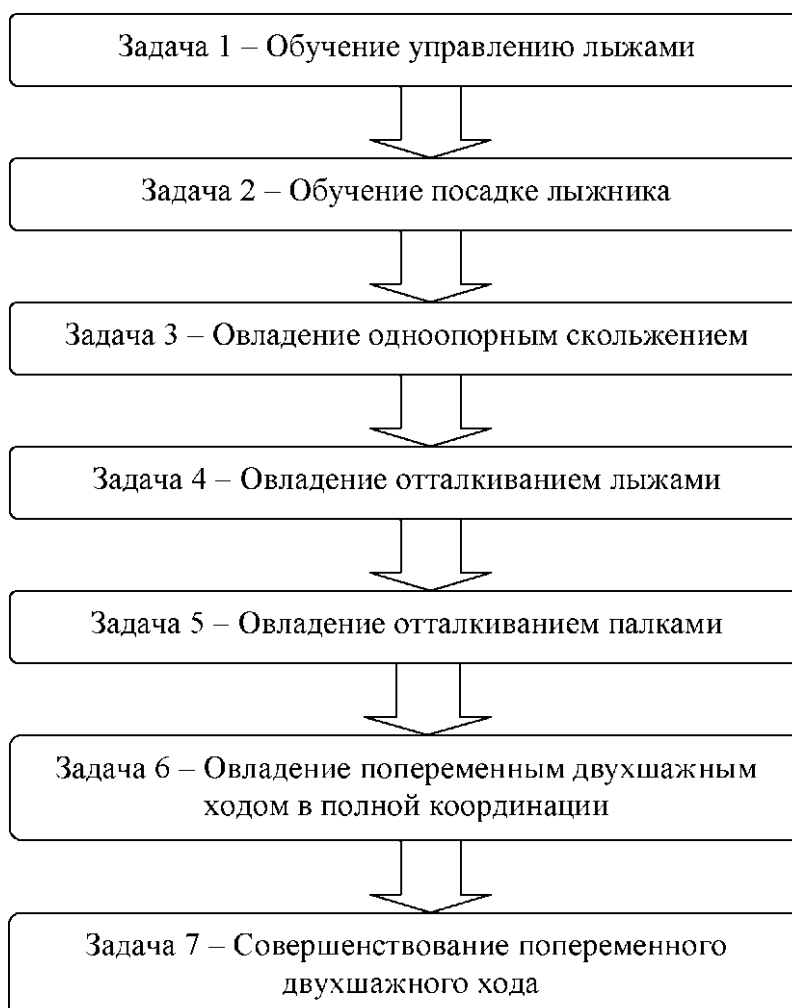 Задача 1 – Обучение управлению лыжами
Задача 2 – Обучение посадке лыжника
Задача 3 – Овладение одноопорным скольжением
Задача 4 – Овладение отталкиванием лыжами
Задача 5 – Овладение отталкиванием палками
Задача 6 – Овладение попеременным двухшажным
ходом в полной координации
Задача 7 – Совершенствование попеременного
двухшажного хода